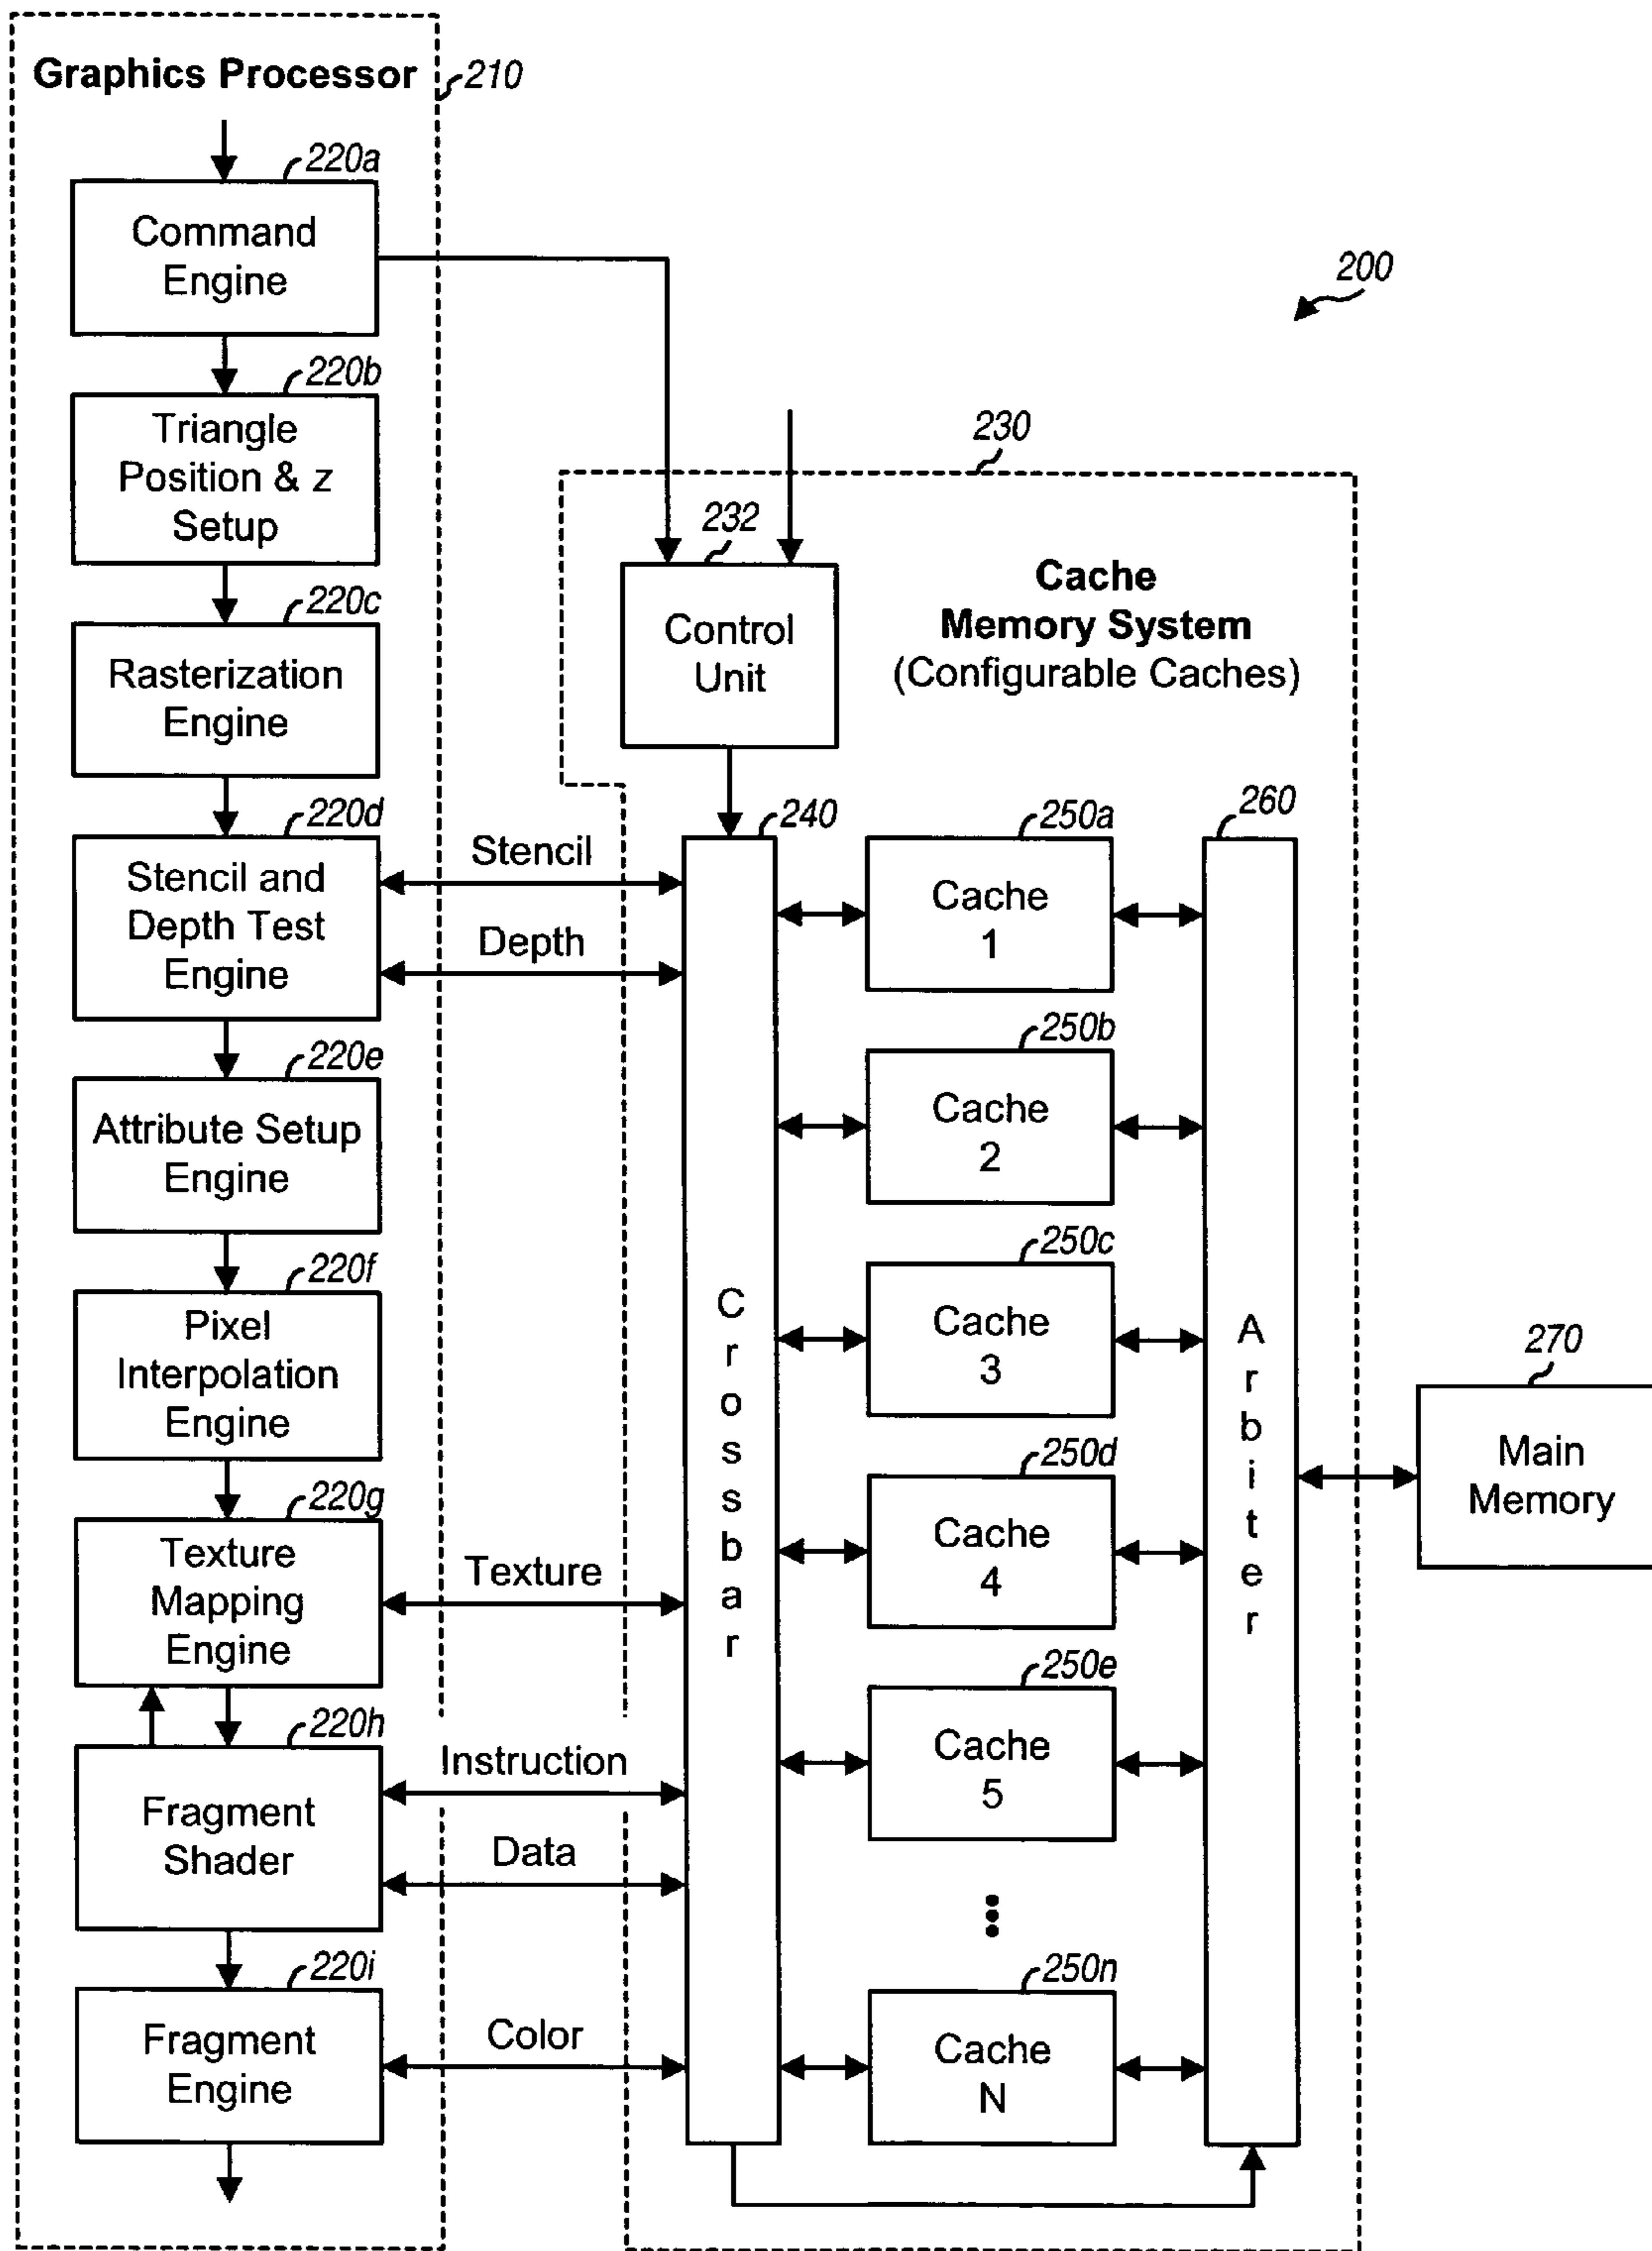 Graphics Processor
210
220a
Command
Engine
200
220b
Triangle
Position & z
Setup
230
232
Control
Unit
Cache
Memory System
(Configurable Caches)
220c
Rasterization
Engine
220d
Stencil and
Depth Test
Engine
Stencil
Depth
240
Crossbar
250a
Cache
1
260
Arbiter
250b
Cache
2
220e
Attribute Setup
Engine
250c
Cache
3
220f
Pixel
Interpolation
Engine
270
Main
Memory
250d
Cache
4
220g
Texture
Mapping
Engine
Texture
250e
Cache
5
220h
Fragment
Shader
Instruction
Data
220i
Fragment
Engine
Color
250n
Cache
N